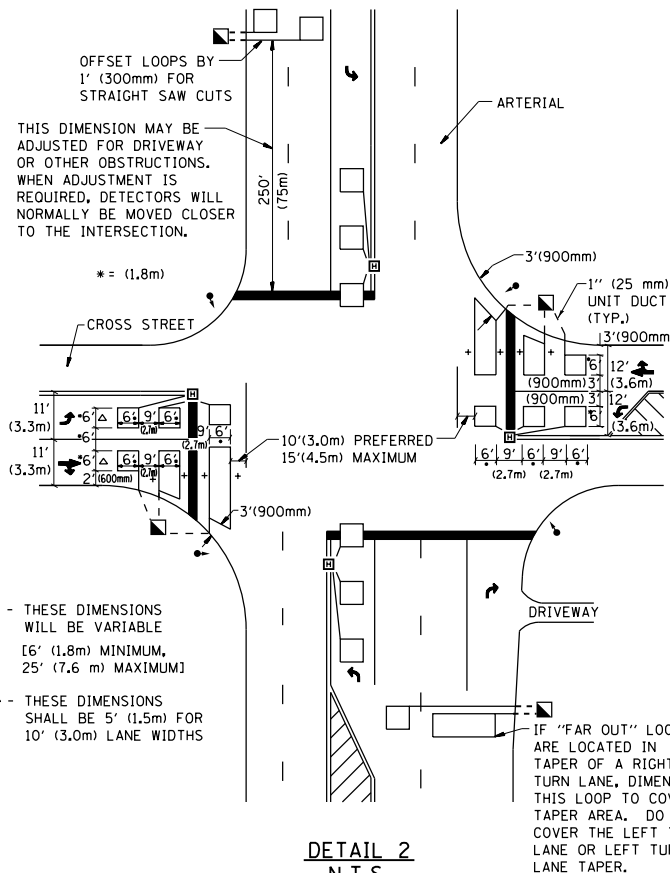 OFFSET LOOPS BY
1' (300mm) FOR
STRAIGHT SAW CUTS
THIS DIMENSION MAY BE
ADJUSTED FOR DRIVEWAY
OR OTHER OBSTRUCTIONS.
WHEN ADJUSTMENT IS
REQUIRED, DETECTORS WILL
NORMALLY BE MOVED CLOSER
TO THE INTERSECTION.
250'
(75m)
ARTERIAL
* = (1.8m)
CROSS STREET
H
3'(900mm)
1'' (25 mm)
UNIT DUCT
(TYP.)
3'(900mm)
6'
12'
(3.6m)
(900mm) 3'
(900mm) 3'
12'
6'
(3.6m)
H
6' 9' 6' 9' 6'
(2.7m) (2.7m)
H
11'
(3.3m)
6'
6' 9' 6'
(2.7m)
*6'
9' 6'
(2.7m)
11'
(3.3m)
*6'
6' 9' 6'
(2.7m)
2' (600mm)
10'(3.0m) PREFERRED
15'(4.5m) MAXIMUM
3'(900mm)
H
- THESE DIMENSIONS
WILL BE VARIABLE
[6' (1.8m) MINIMUM,
25' (7.6 m) MAXIMUM]
- THESE DIMENSIONS
SHALL BE 5' (1.5m) FOR
10' (3.0m) LANE WIDTHS
DRIVEWAY
IF "FAR OUT" LOO
ARE LOCATED IN
TAPER OF A RIGHT
TURN LANE, DIMEN
THIS LOOP TO COV
TAPER AREA. DO
COVER THE LEFT T
LANE OR LEFT TUR
LANE TAPER.
DETAIL 2
N.T.S.